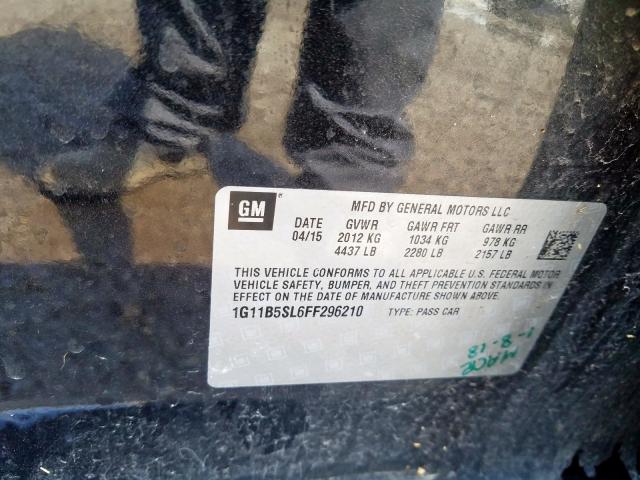 GM
MFD BY GENERAL MOTORS LLC
DATE GVWR GAWR FRT GAWR RR
04/15 2012 KG 1034 KG 978 KG
4437 LB 2280 LB 2157 LB
THIS VEHICLE CONFORMS TO ALL APPLICABLE U.S. FEDERAL MOTOR
VEHICLE SAFETY, BUMPER, AND THEFT PREVENTION STANDARDS IN
EFFECT ON THE DATE OF MANUFACTURE SHOWN ABOVE.
1G11B5SL6FF296210 TYPE: PASS CAR
1-8-18